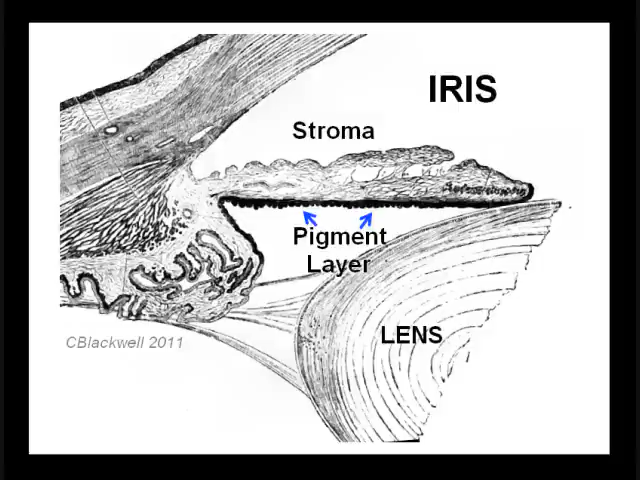 IRIS
Stroma
Pigment
Layer
LENS
CBlackwell 2011